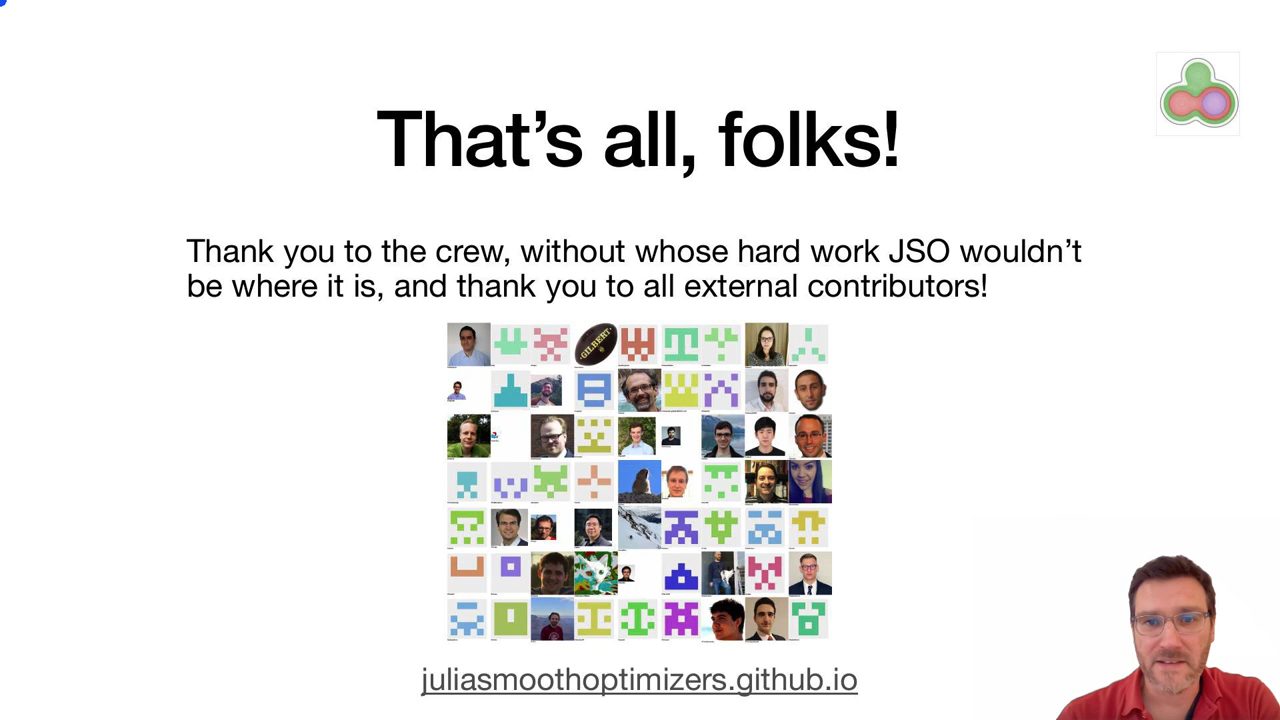 That’s all, folks!
Thank you to the crew, without whose hard work JSO wouldn’t
be where it is, and thank you to all external contributors!
GILBERT
juliasmoothoptimizers.github.io